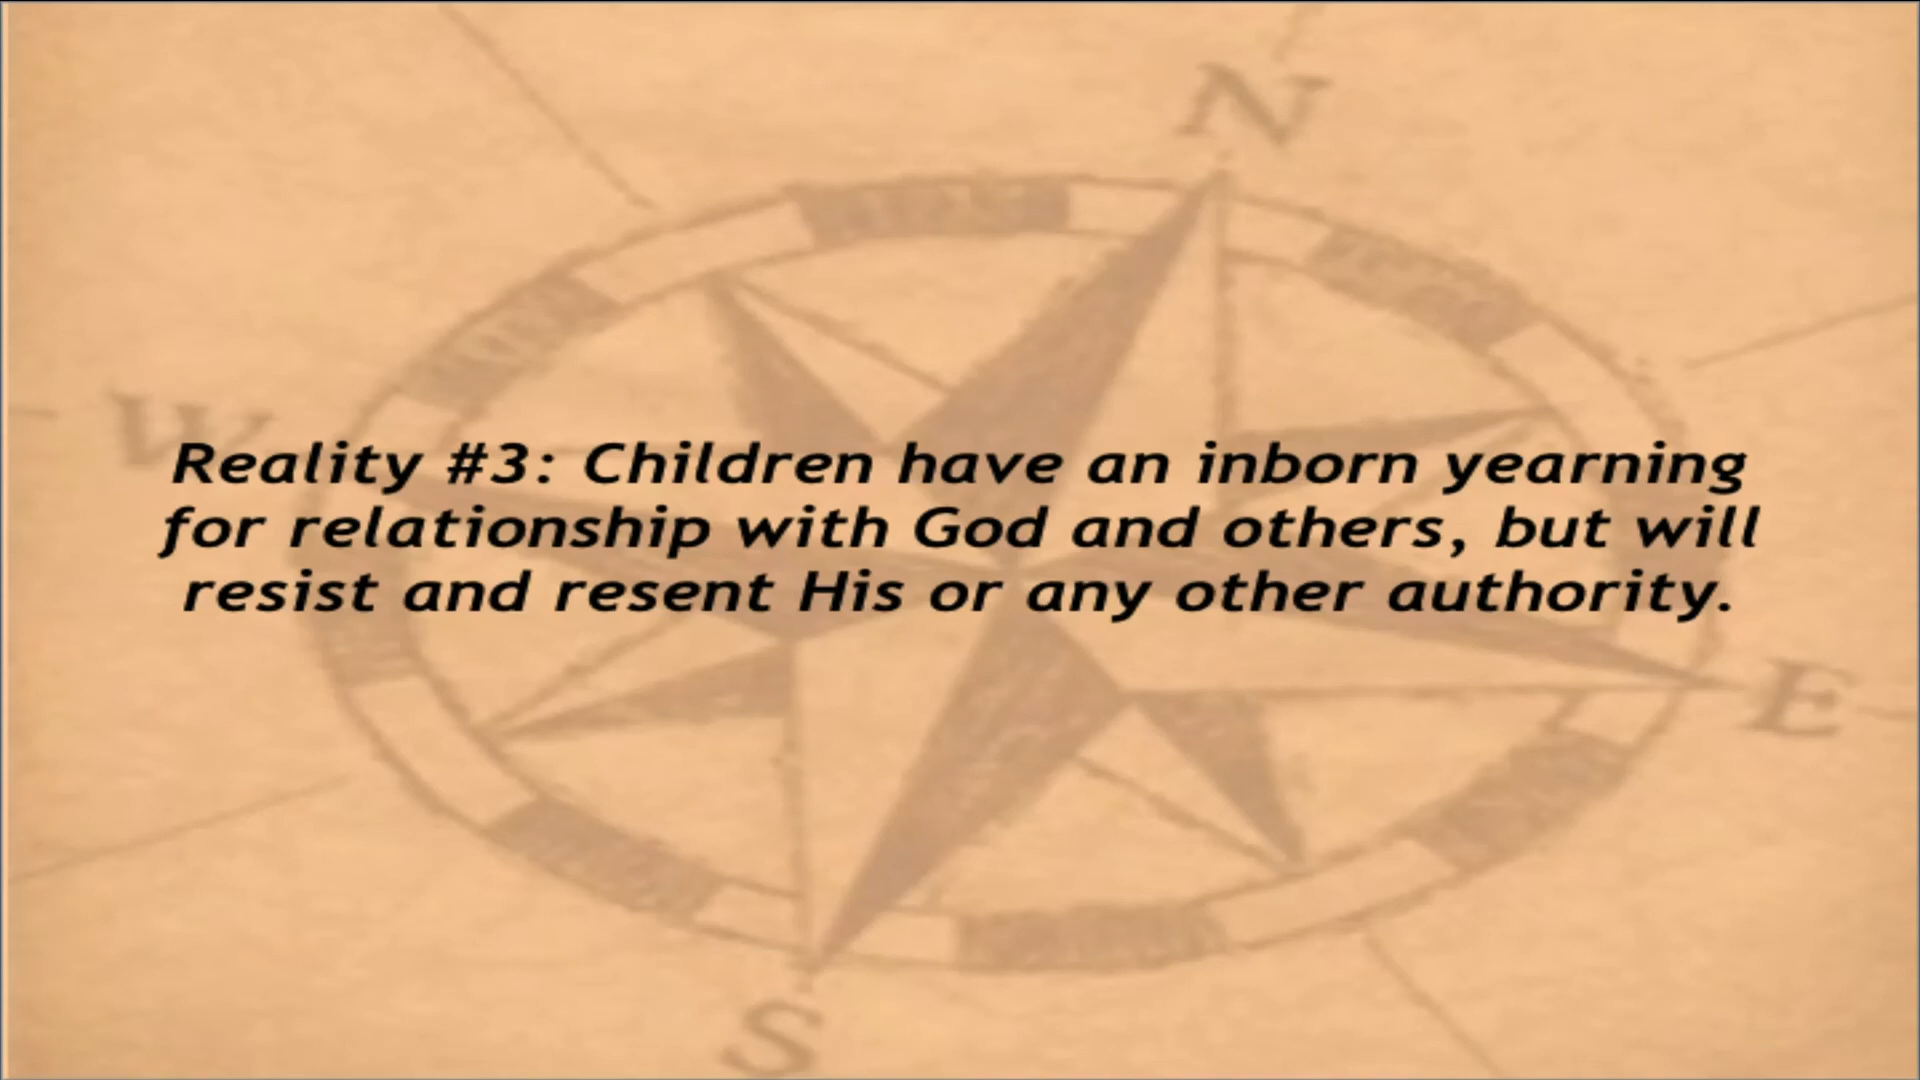 N
W
Reality #3: Children have an inborn yearning
for relationship with God and others, but will
resist and resent His or any other authority.
E
S